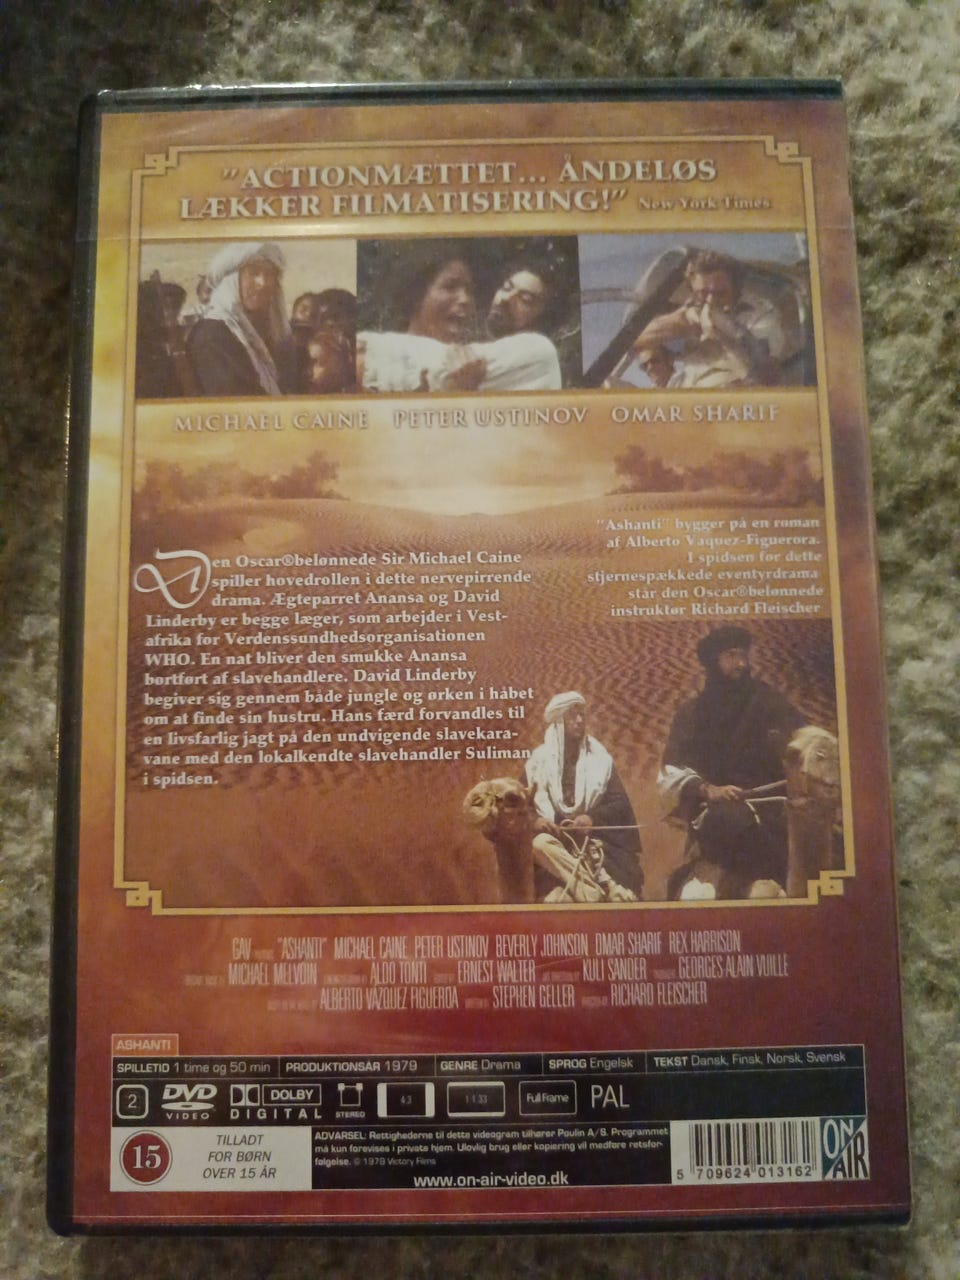 "ACTIONMÆTTET... ÅNDELØS
LÆKKER FILMATISERING!" New York Times
MICHAEL CAINE PETER USTINOV OMAR SHARIF
"Ashanti" bygger på en roman
af Alberto Vaquez-Figuerora.
I spidsen for dette
stjernespækkede eventyrdrama
står den Oscar®belønnede
instruktør Richard Fleischer
Den Oscar®belønnede Sir Michael Caine
spiller hovedrollen i dette nervepirrende
drama. Ægteparret Anansa og David
Linderby er begge læger, som arbejder i Vest-
afrika for Verdenssundhedsorganisationen
WHO. En nat bliver den smukke Anansa
bortført af slavehandlere. David Linderby
begiver sig gennem både jungle og ørken i håbet
om at finde sin hustru. Hans færd forvandles til
en livsfarlig jagt på den undvigende slavekara-
vane med den lokalkendte slavehandler Suliman
i spidsen.
GAV "ASHANTI" MICHAEL CAINE PETER USTINOV BEVERLY JOHNSON OMAR SHARIF REX HARRISON
MICHAEL MELVOIN ALDO TONTI ERNEST WALTER KULI SANDER GEORGES ALAIN VUILLE
ALBERTO VAZQUEZ FIGUEROA STEPHEN GELLER RICHARD FLEISCHER
ASHANTI
SPILLETID 1 time og 50 min PRODUKTIONSÅR 1979 GENRE Drama SPROG Engelsk TEKST Dansk, Finsk, Norsk, Svensk
2 DVD VIDEO DOLBY DIGITAL STEREO 4:3 1:1.33 Full Frame PAL
15 TILLADT
FOR BØRN
OVER 15 ÅR
ADVARSEL: Rettighederne til dette videogram tilhører Paulin A/S. Programmet
må kun forevises i private hjem. Ulovlig brug eller kopiering vil medføre retsfor-
følgelse. © 1979 Victory Films
www.on-air-video.dk
5 709624 013162
ON AIR